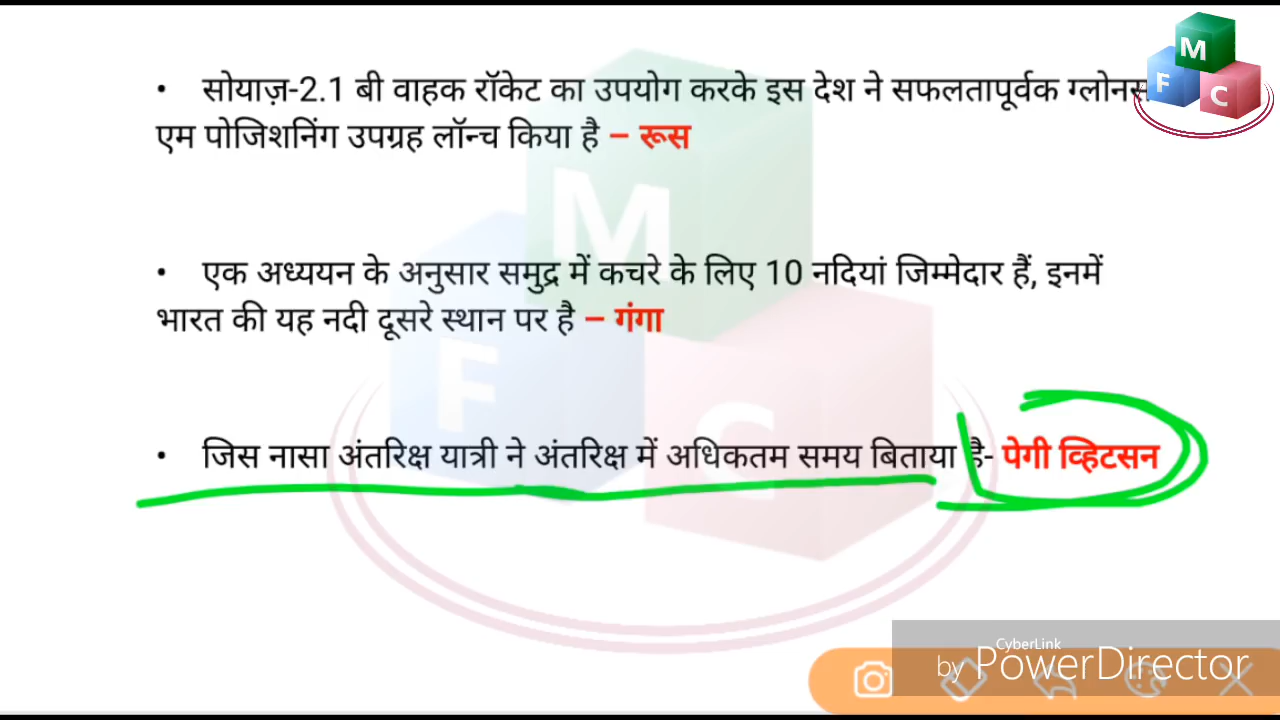 • सोयाज़-2.1 बी वाहक रॉकेट का उपयोग करके इस देश ने सफलतापूर्वक
एम पोजिशनिंग उपग्रह लॉन्च किया है – रूस
• एक अध्ययन के अनुसार समुद्र में कचरे के लिए 10 नदियां जिम्मेदार हैं, इनमें
भारत की यह नदी दूसरे स्थान पर है – गंगा
• जिस नासा अंतरिक्ष यात्री ने अंतरिक्ष में अधिकतम समय बिताया है- पेगी व्हिटसन
M
F
C
M
F
C
CyberLink
by PowerDirector